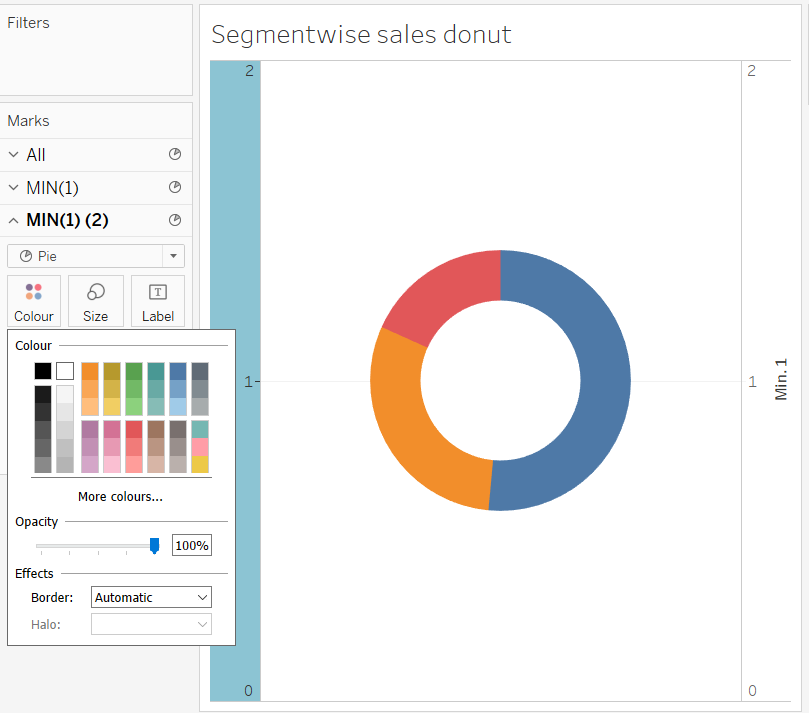 Filters
Marks
All
MIN(1)
MIN(1) (2)
Pie
Colour
Size
T
Label
Colour
More colours...
Opacity
100%
Effects
Border:
Automatic
Halo:
Segmentwise sales donut
2
1
0
2
1
0
Min. 1